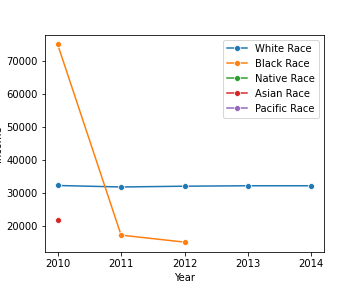 White Race
Black Race
Native Race
Asian Race
Pacific Race
70000
60000
50000
40000
30000
20000
2010 2011 2012 2013 2014
Year